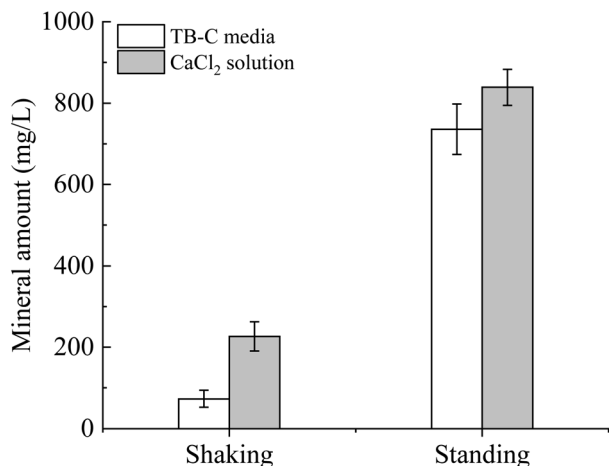 1000
800
600
400
200
0
Mineral amount (mg/L)
TB-C media
CaCl₂ solution
Shaking
Standing